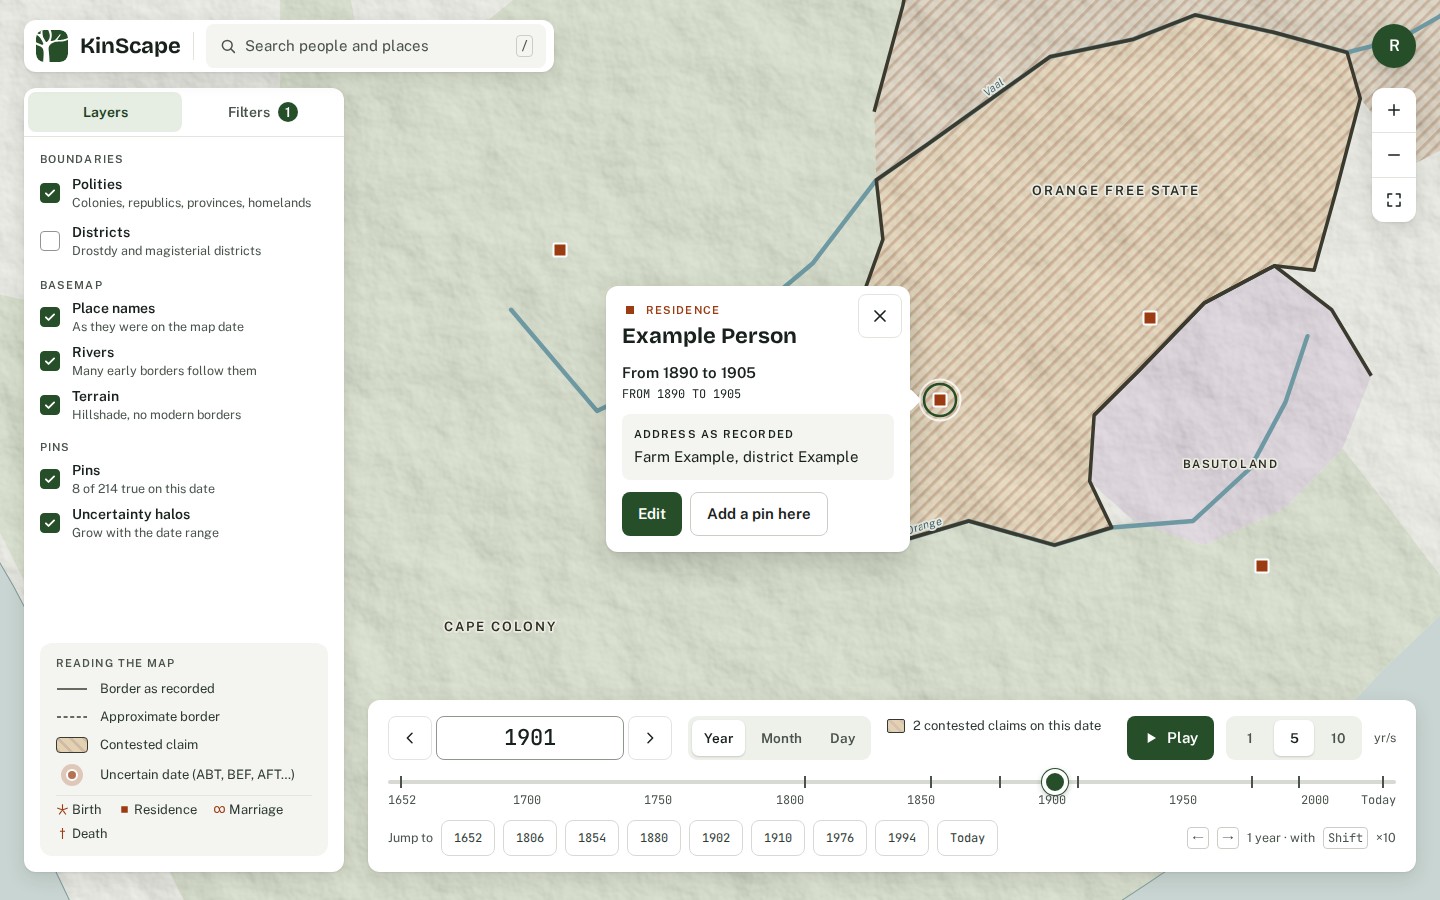 KinScape
Search people and places
/
R
Layers
Filters 1
BOUNDARIES
Polities
Colonies, republics, provinces, homelands
Districts
Drostdy and magisterial districts
BASEMAP
Place names
As they were on the map date
Rivers
Many early borders follow them
Terrain
Hillshade, no modern borders
PINS
Pins
8 of 214 true on this date
Uncertainty halos
Grow with the date range
READING THE MAP
Border as recorded
Approximate border
Contested claim
Uncertain date (ABT, BEF, AFT…)
Birth
Residence
Marriage
Death
Vaal
ORANGE FREE STATE
BASUTOLAND
Orange
CAPE COLONY
RESIDENCE
Example Person
From 1890 to 1905
FROM 1890 TO 1905
ADDRESS AS RECORDED
Farm Example, district Example
Edit
Add a pin here
1901
Year
Month
Day
2 contested claims on this date
Play
1
5
10
yr/s
1652
1700
1750
1800
1850
1900
1950
2000
Today
Jump to
1652
1806
1854
1880
1902
1910
1976
1994
Today
← → 1 year · with Shift ×10